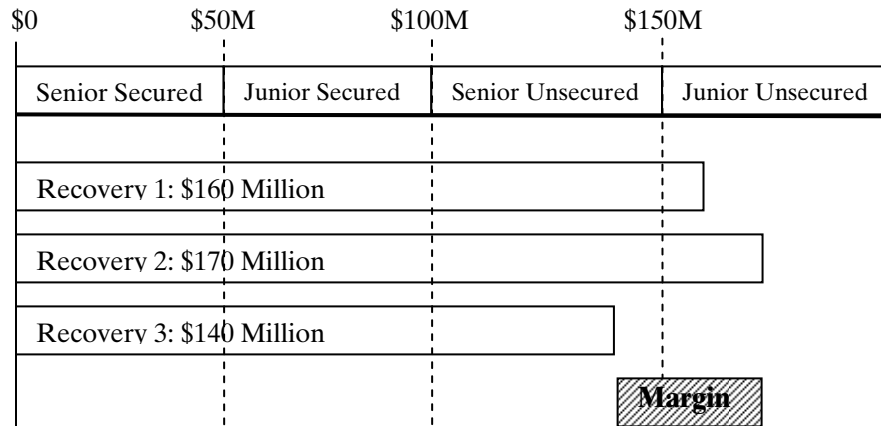 $0 $50M $100M $150M
Senior Secured Junior Secured Senior Unsecured Junior Unsecured
Recovery 1: $160 Million
Recovery 2: $170 Million
Recovery 3: $140 Million
Margin